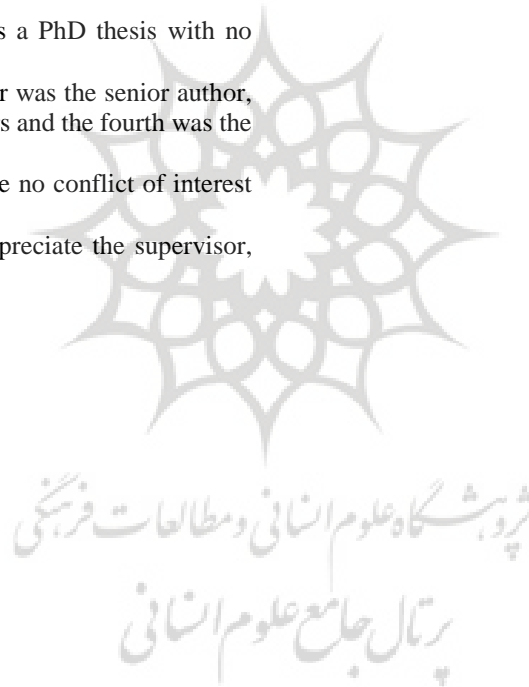 s a PhD thesis with no
r was the senior author,
s and the fourth was the
e no conflict of interest
preciate the supervisor,
پژوهشگاه علوم انسانی و مطالعات فرهنگی
پرتال جامع علوم انسانی